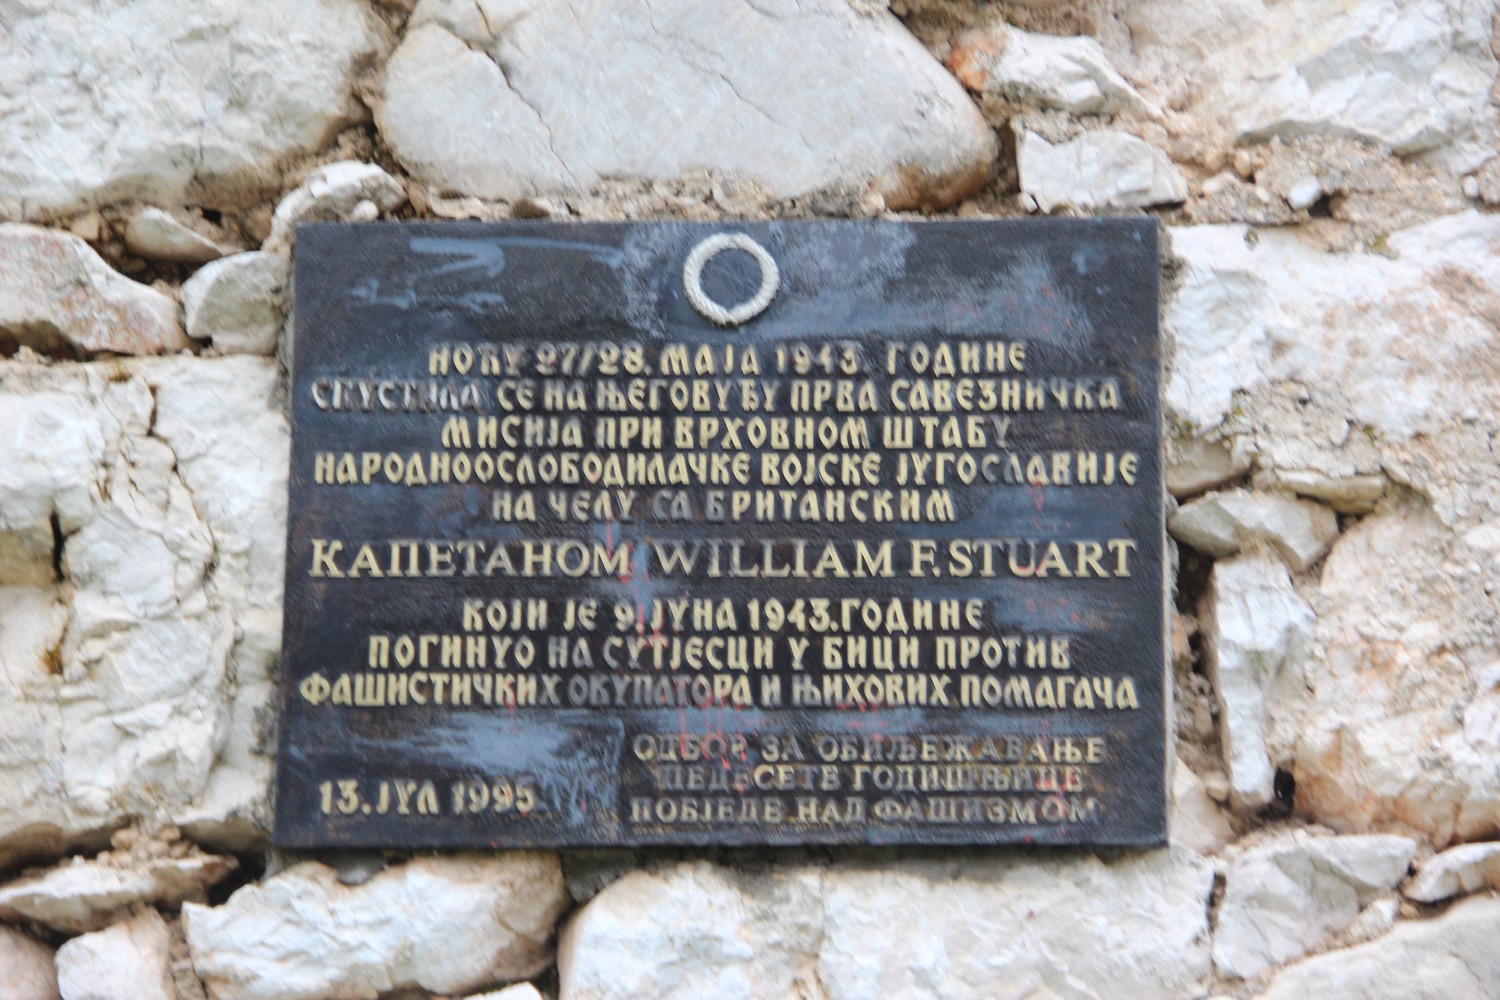 НОЋУ 27/28. МАЈА 1943. ГОДИНЕ
СПУСТИЛА СЕ НА ЊЕГОВУЂУ ПРВА САВЕЗНИЧКА
МИСИЈА ПРИ ВРХОВНОМ ШТАБУ
НАРОДНООСЛОБОДИЛАЧКЕ ВОЈСКЕ ЈУГОСЛАВИЈЕ
НА ЧЕЛУ СА БРИТАНСКИМ
КАПЕТАНОМ WILLIAM F. STUART
КОЈИ ЈЕ 9. ЈУНА 1943. ГОДИНЕ
ПОГИНУО НА СУТЈЕСЦИ У БИЦИ ПРОТИВ
ФАШИСТИЧКИХ ОКУПАТОРА И ЊИХОВИХ ПОМАГАЧА
ОДБОР ЗА ОБИЉЕЖАВАЊЕ
ПЕДЕСЕТЕ ГОДИШЊИЦЕ
ПОБЈЕДЕ НАД ФАШИЗМОМ
13. ЈУЛ 1995